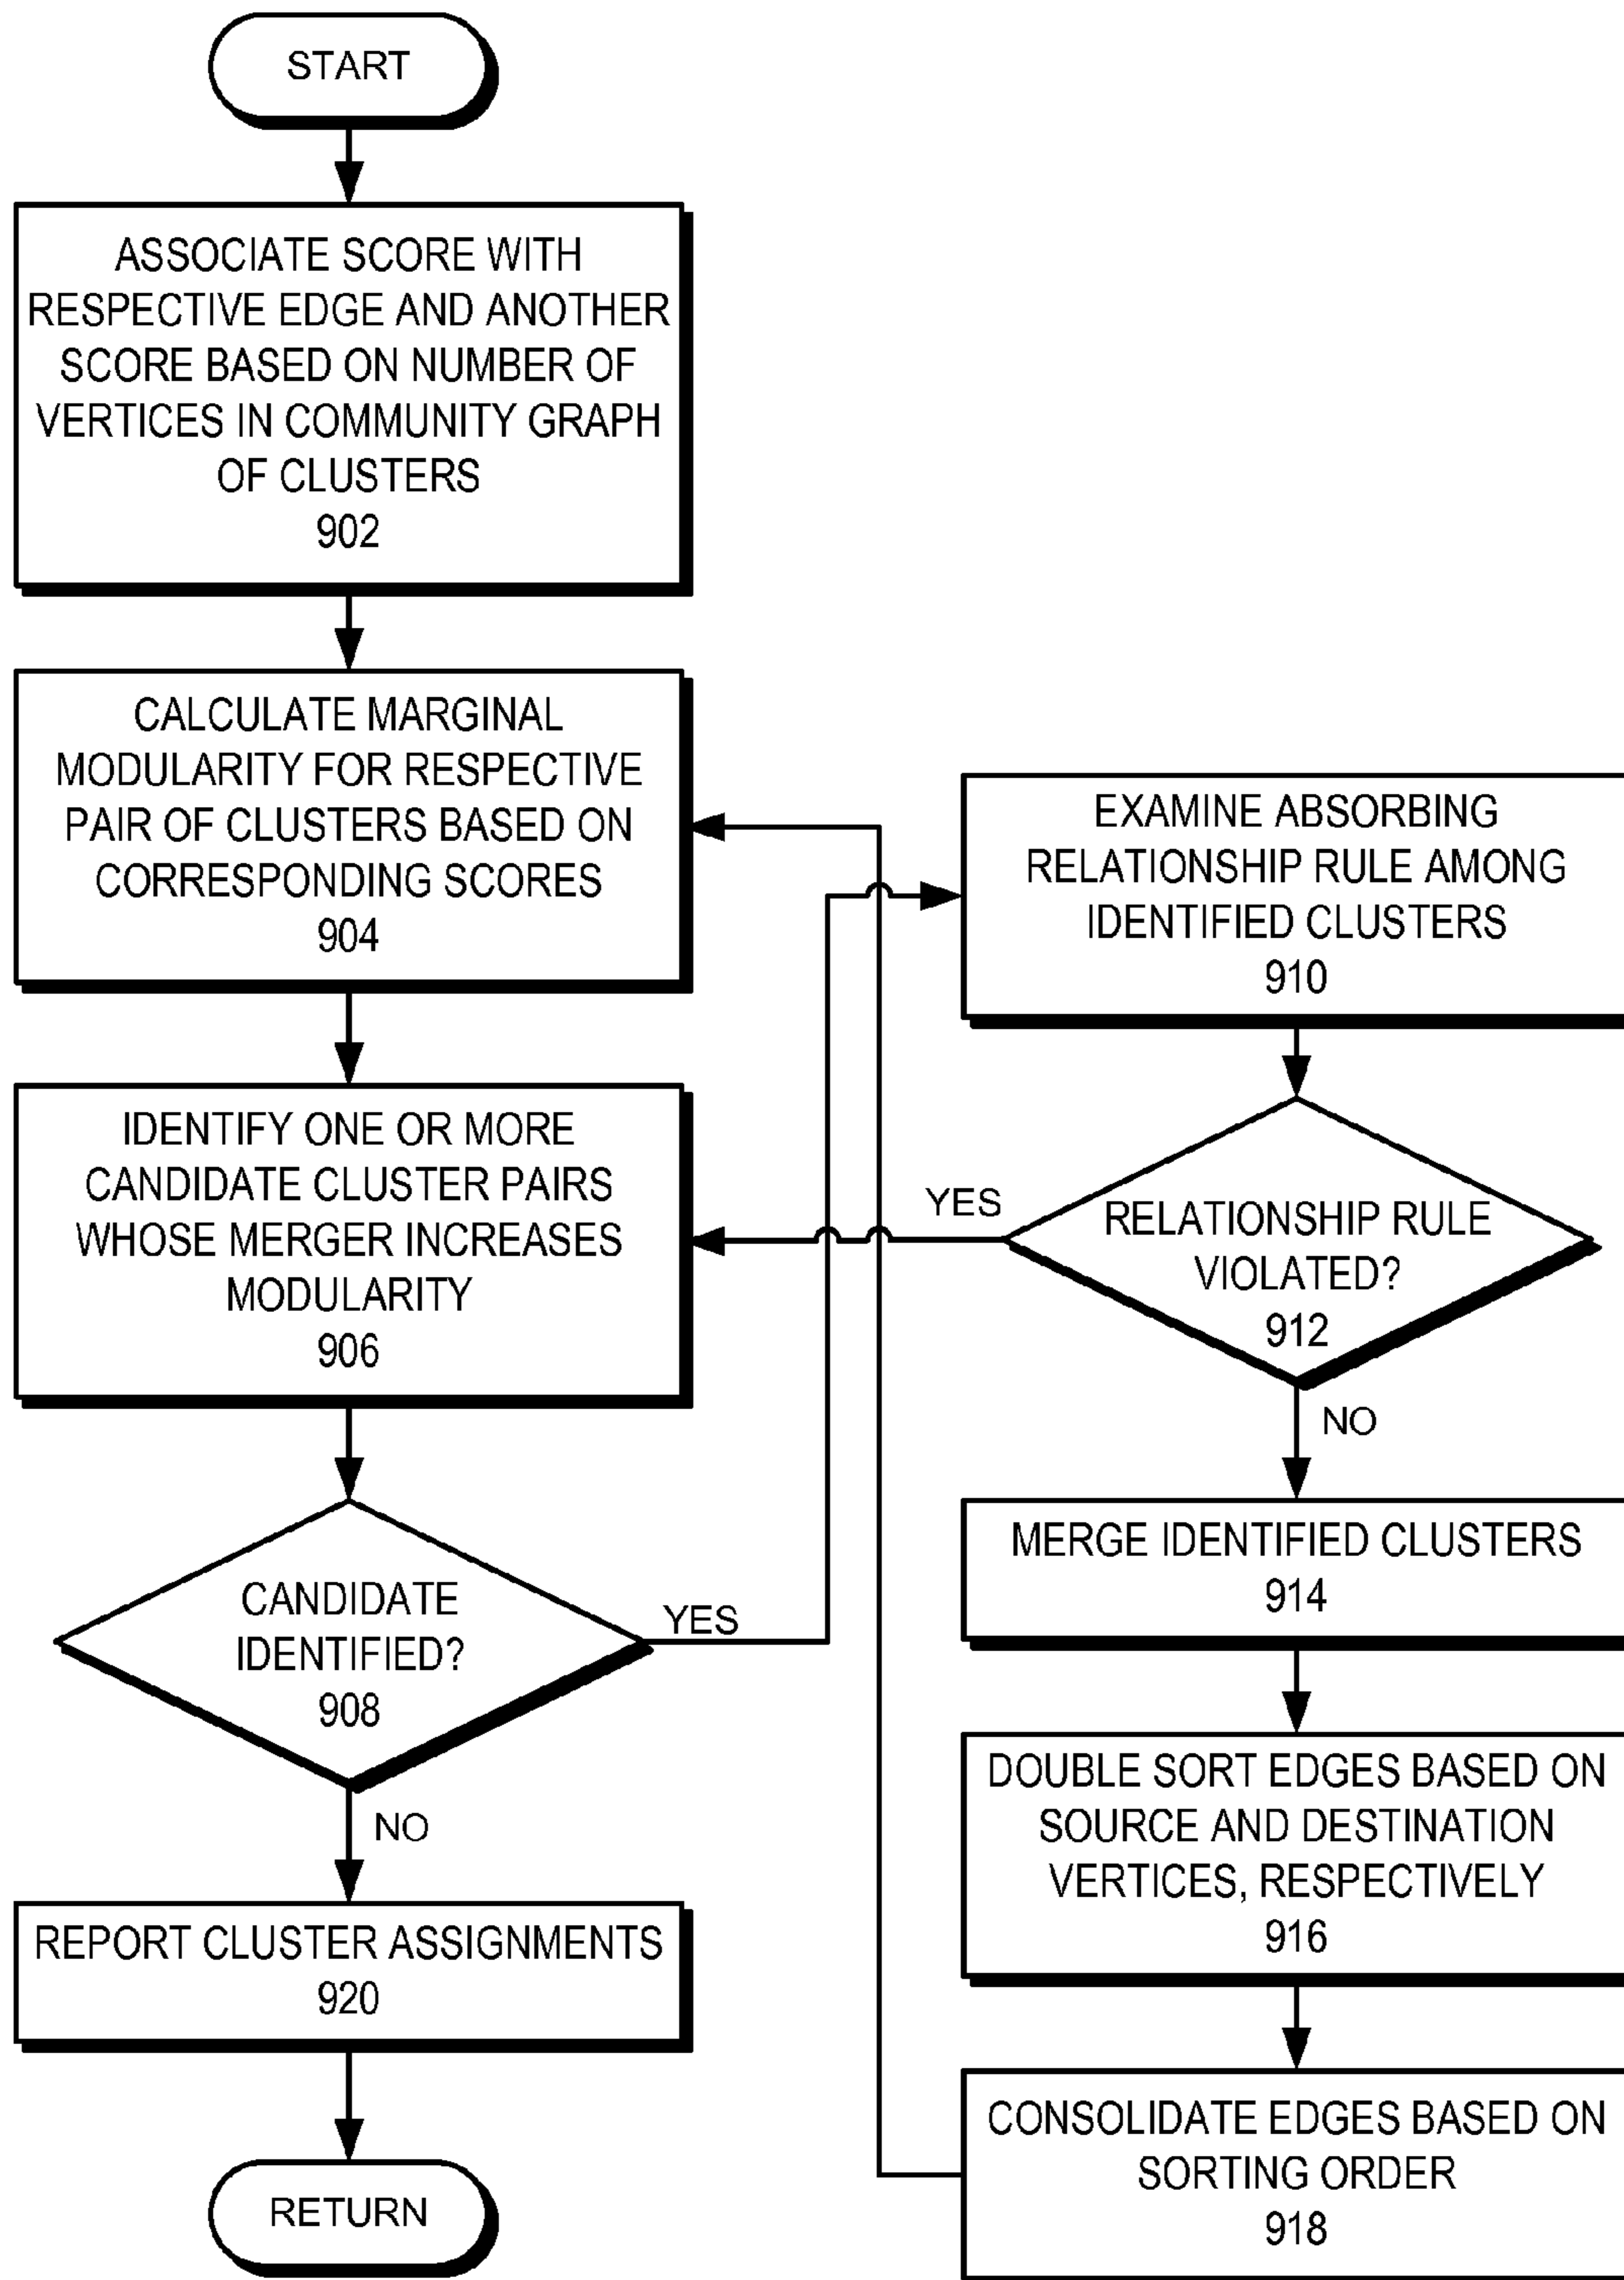 START
ASSOCIATE SCORE WITH
RESPECTIVE EDGE AND ANOTHER
SCORE BASED ON NUMBER OF
VERTICES IN COMMUNITY GRAPH
OF CLUSTERS
902
CALCULATE MARGINAL
MODULARITY FOR RESPECTIVE
PAIR OF CLUSTERS BASED ON
CORRESPONDING SCORES
904
IDENTIFY ONE OR MORE
CANDIDATE CLUSTER PAIRS
WHOSE MERGER INCREASES
MODULARITY
906
CANDIDATE
IDENTIFIED?
908
YES
NO
REPORT CLUSTER ASSIGNMENTS
920
RETURN
EXAMINE ABSORBING
RELATIONSHIP RULE AMONG
IDENTIFIED CLUSTERS
910
YES
RELATIONSHIP RULE
VIOLATED?
912
NO
MERGE IDENTIFIED CLUSTERS
914
DOUBLE SORT EDGES BASED ON
SOURCE AND DESTINATION
VERTICES, RESPECTIVELY
916
CONSOLIDATE EDGES BASED ON
SORTING ORDER
918